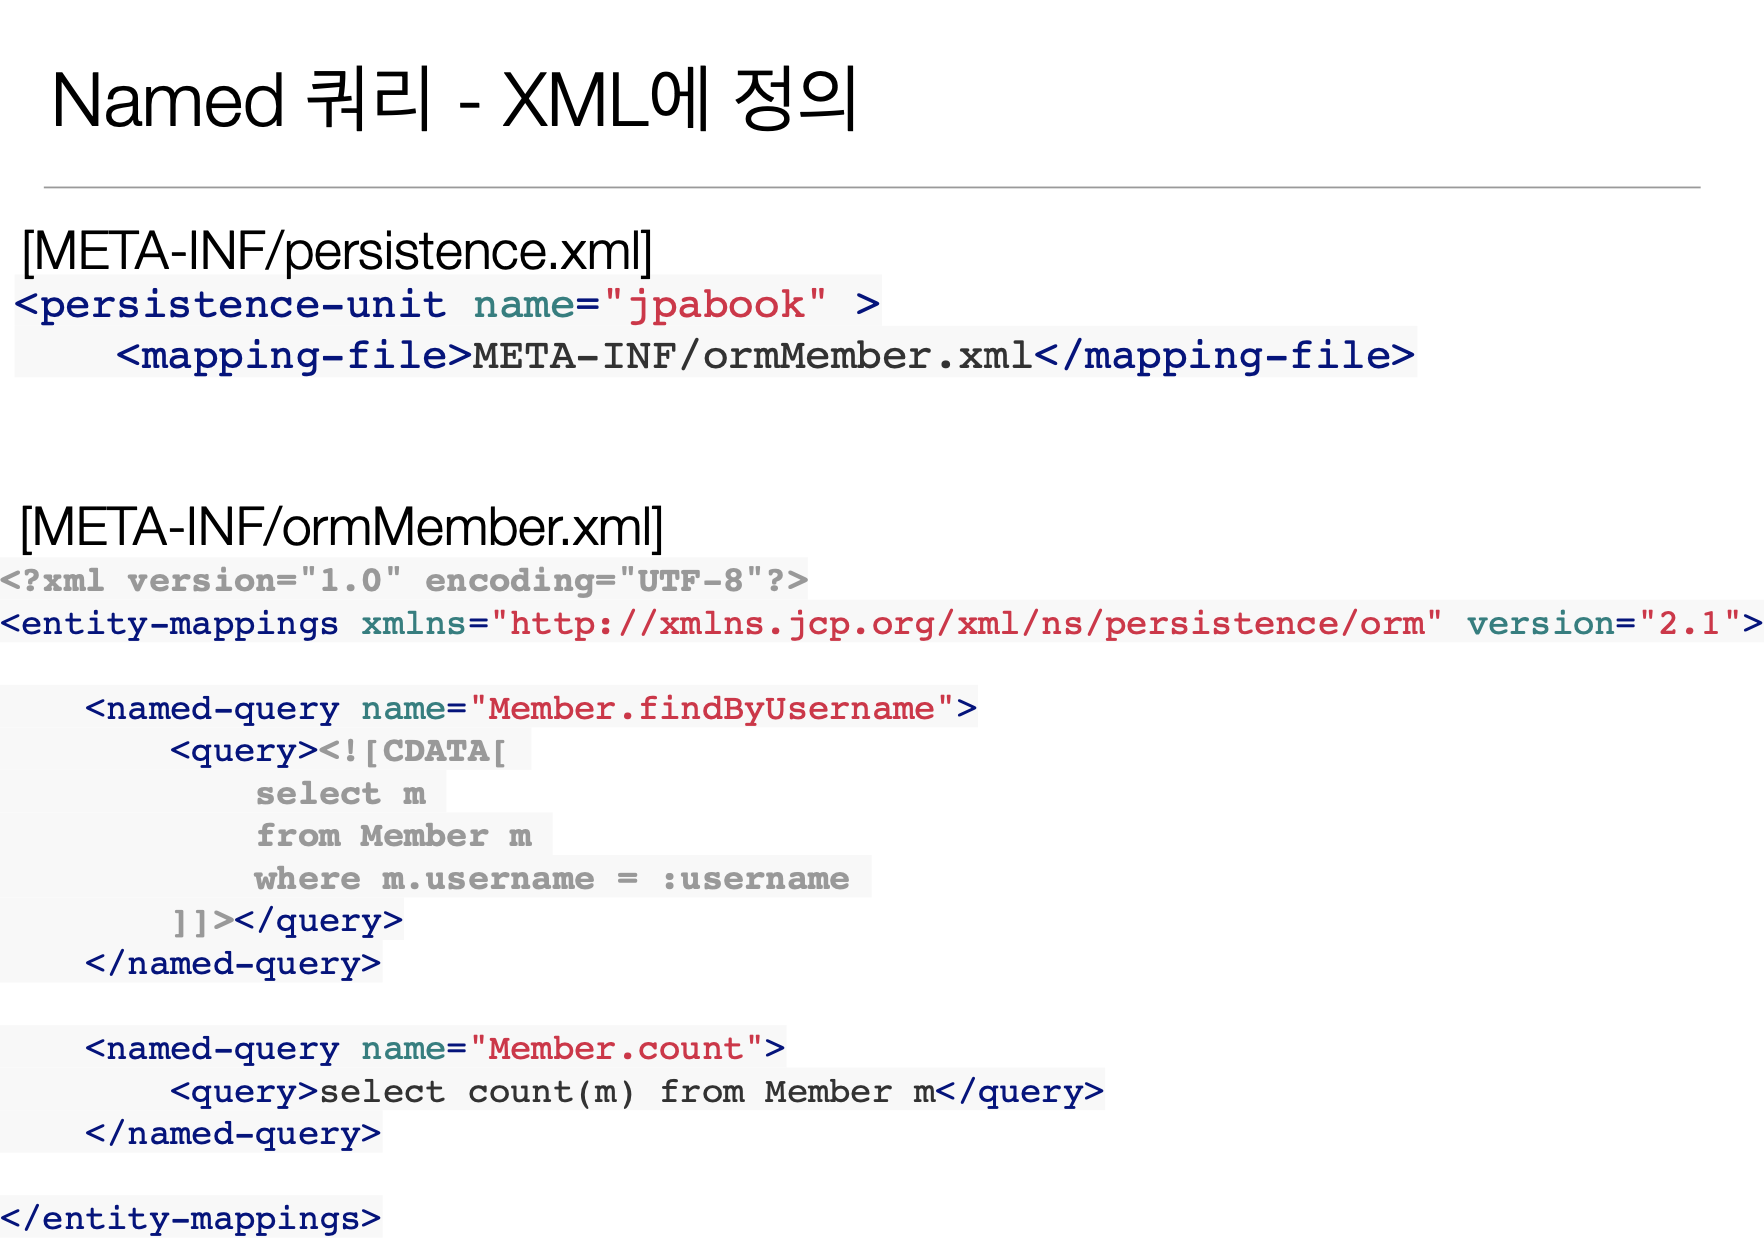 Named 쿼리 - XML에 정의
[META-INF/persistence.xml]
<persistence-unit name="jpabook" >
    <mapping-file>META-INF/ormMember.xml</mapping-file>
[META-INF/ormMember.xml]
<?xml version="1.0" encoding="UTF-8"?>
<entity-mappings xmlns="http://xmlns.jcp.org/xml/ns/persistence/orm" version="2.1">
    <named-query name="Member.findByUsername">
        <query><![CDATA[
            select m
            from Member m
            where m.username = :username
        ]]></query>
    </named-query>
    <named-query name="Member.count">
        <query>select count(m) from Member m</query>
    </named-query>
</entity-mappings>